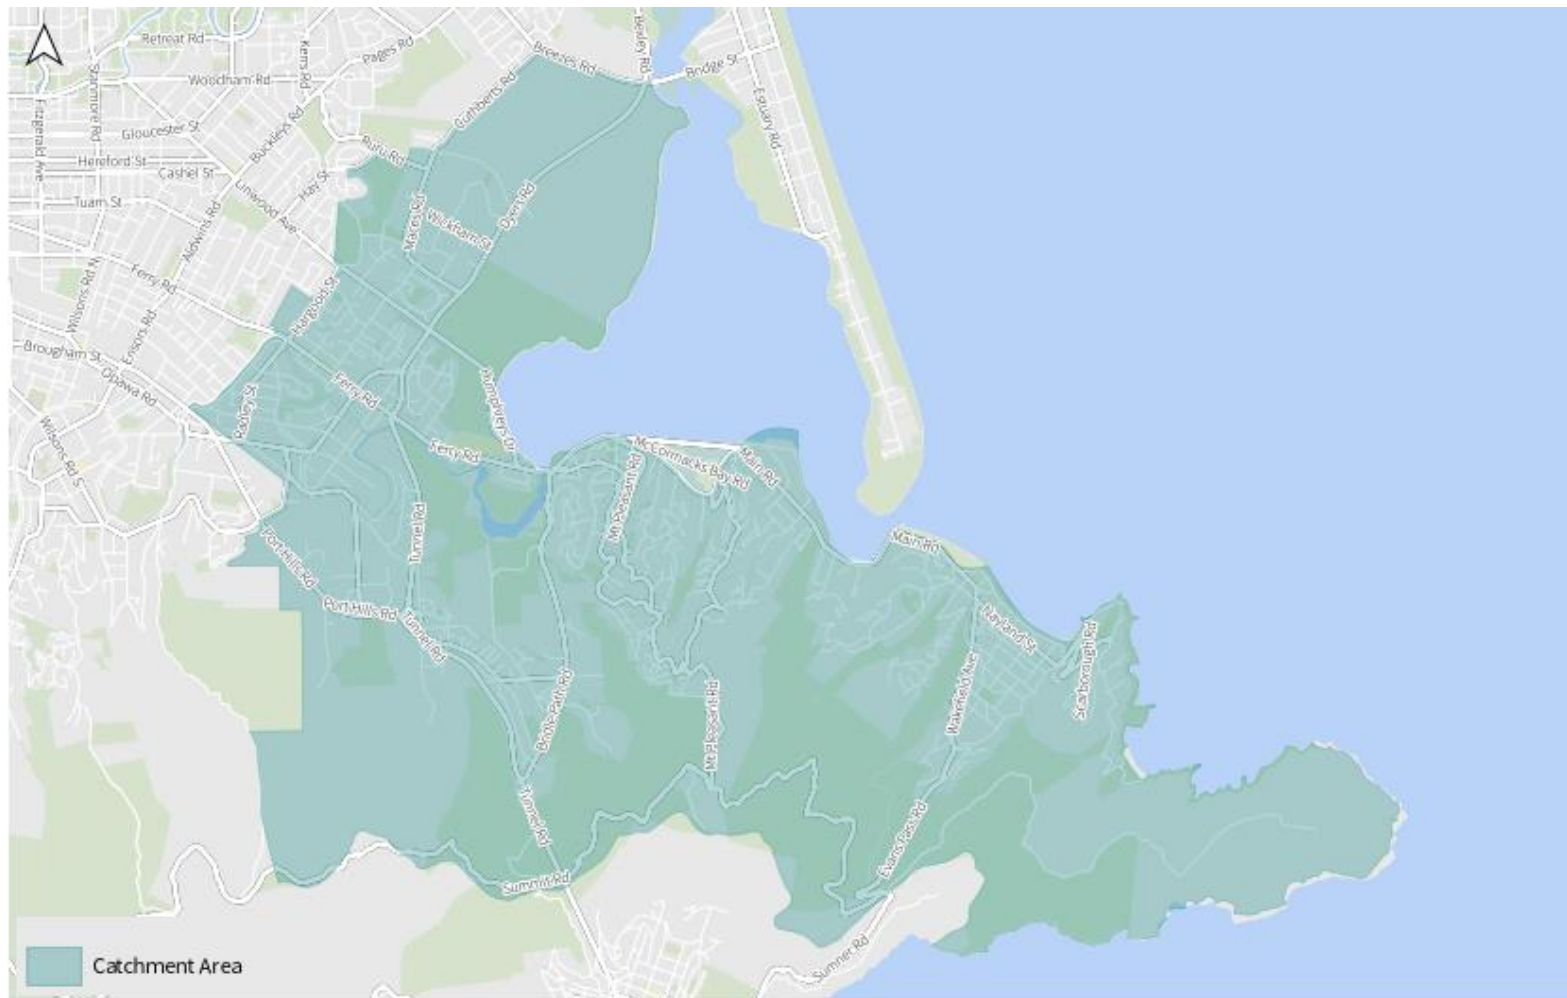 Retreat Rd
Kerrs Rd
Pages Rd
Breezes Rd
Bexley Rd
Bridge St
Woodham Rd
Stanmore Rd
Fitzgerald Ave
Cuthberts Rd
Estuary Rd
Gloucester St
Buckleys Rd
Ruru Rd
Hereford St
Cashel St
Hay St
Linwood Ave
Tuam St
Aldwins Rd
Maces Rd
Wickham St
Dyers Rd
Ferry Rd
Wilsons Rd N
Ensors Rd
Hargood St
Brougham St
Opawa Rd
Radley St
Ferry Rd
Humphreys Dr
Wilsons Rd S
Ferry Rd
McCormacks Bay Rd
Main Rd
Mt Pleasant Rd
Tunnel Rd
Port Hills Rd
Main Rd
Port Hills Rd
Tunnel Rd
Nayland St
Scarborough Rd
Wakefield Ave
Bridle Path Rd
Mt Pleasant Rd
Tunnel Rd
Evans Pass Rd
Summit Rd
Sumner Rd
Catchment Area